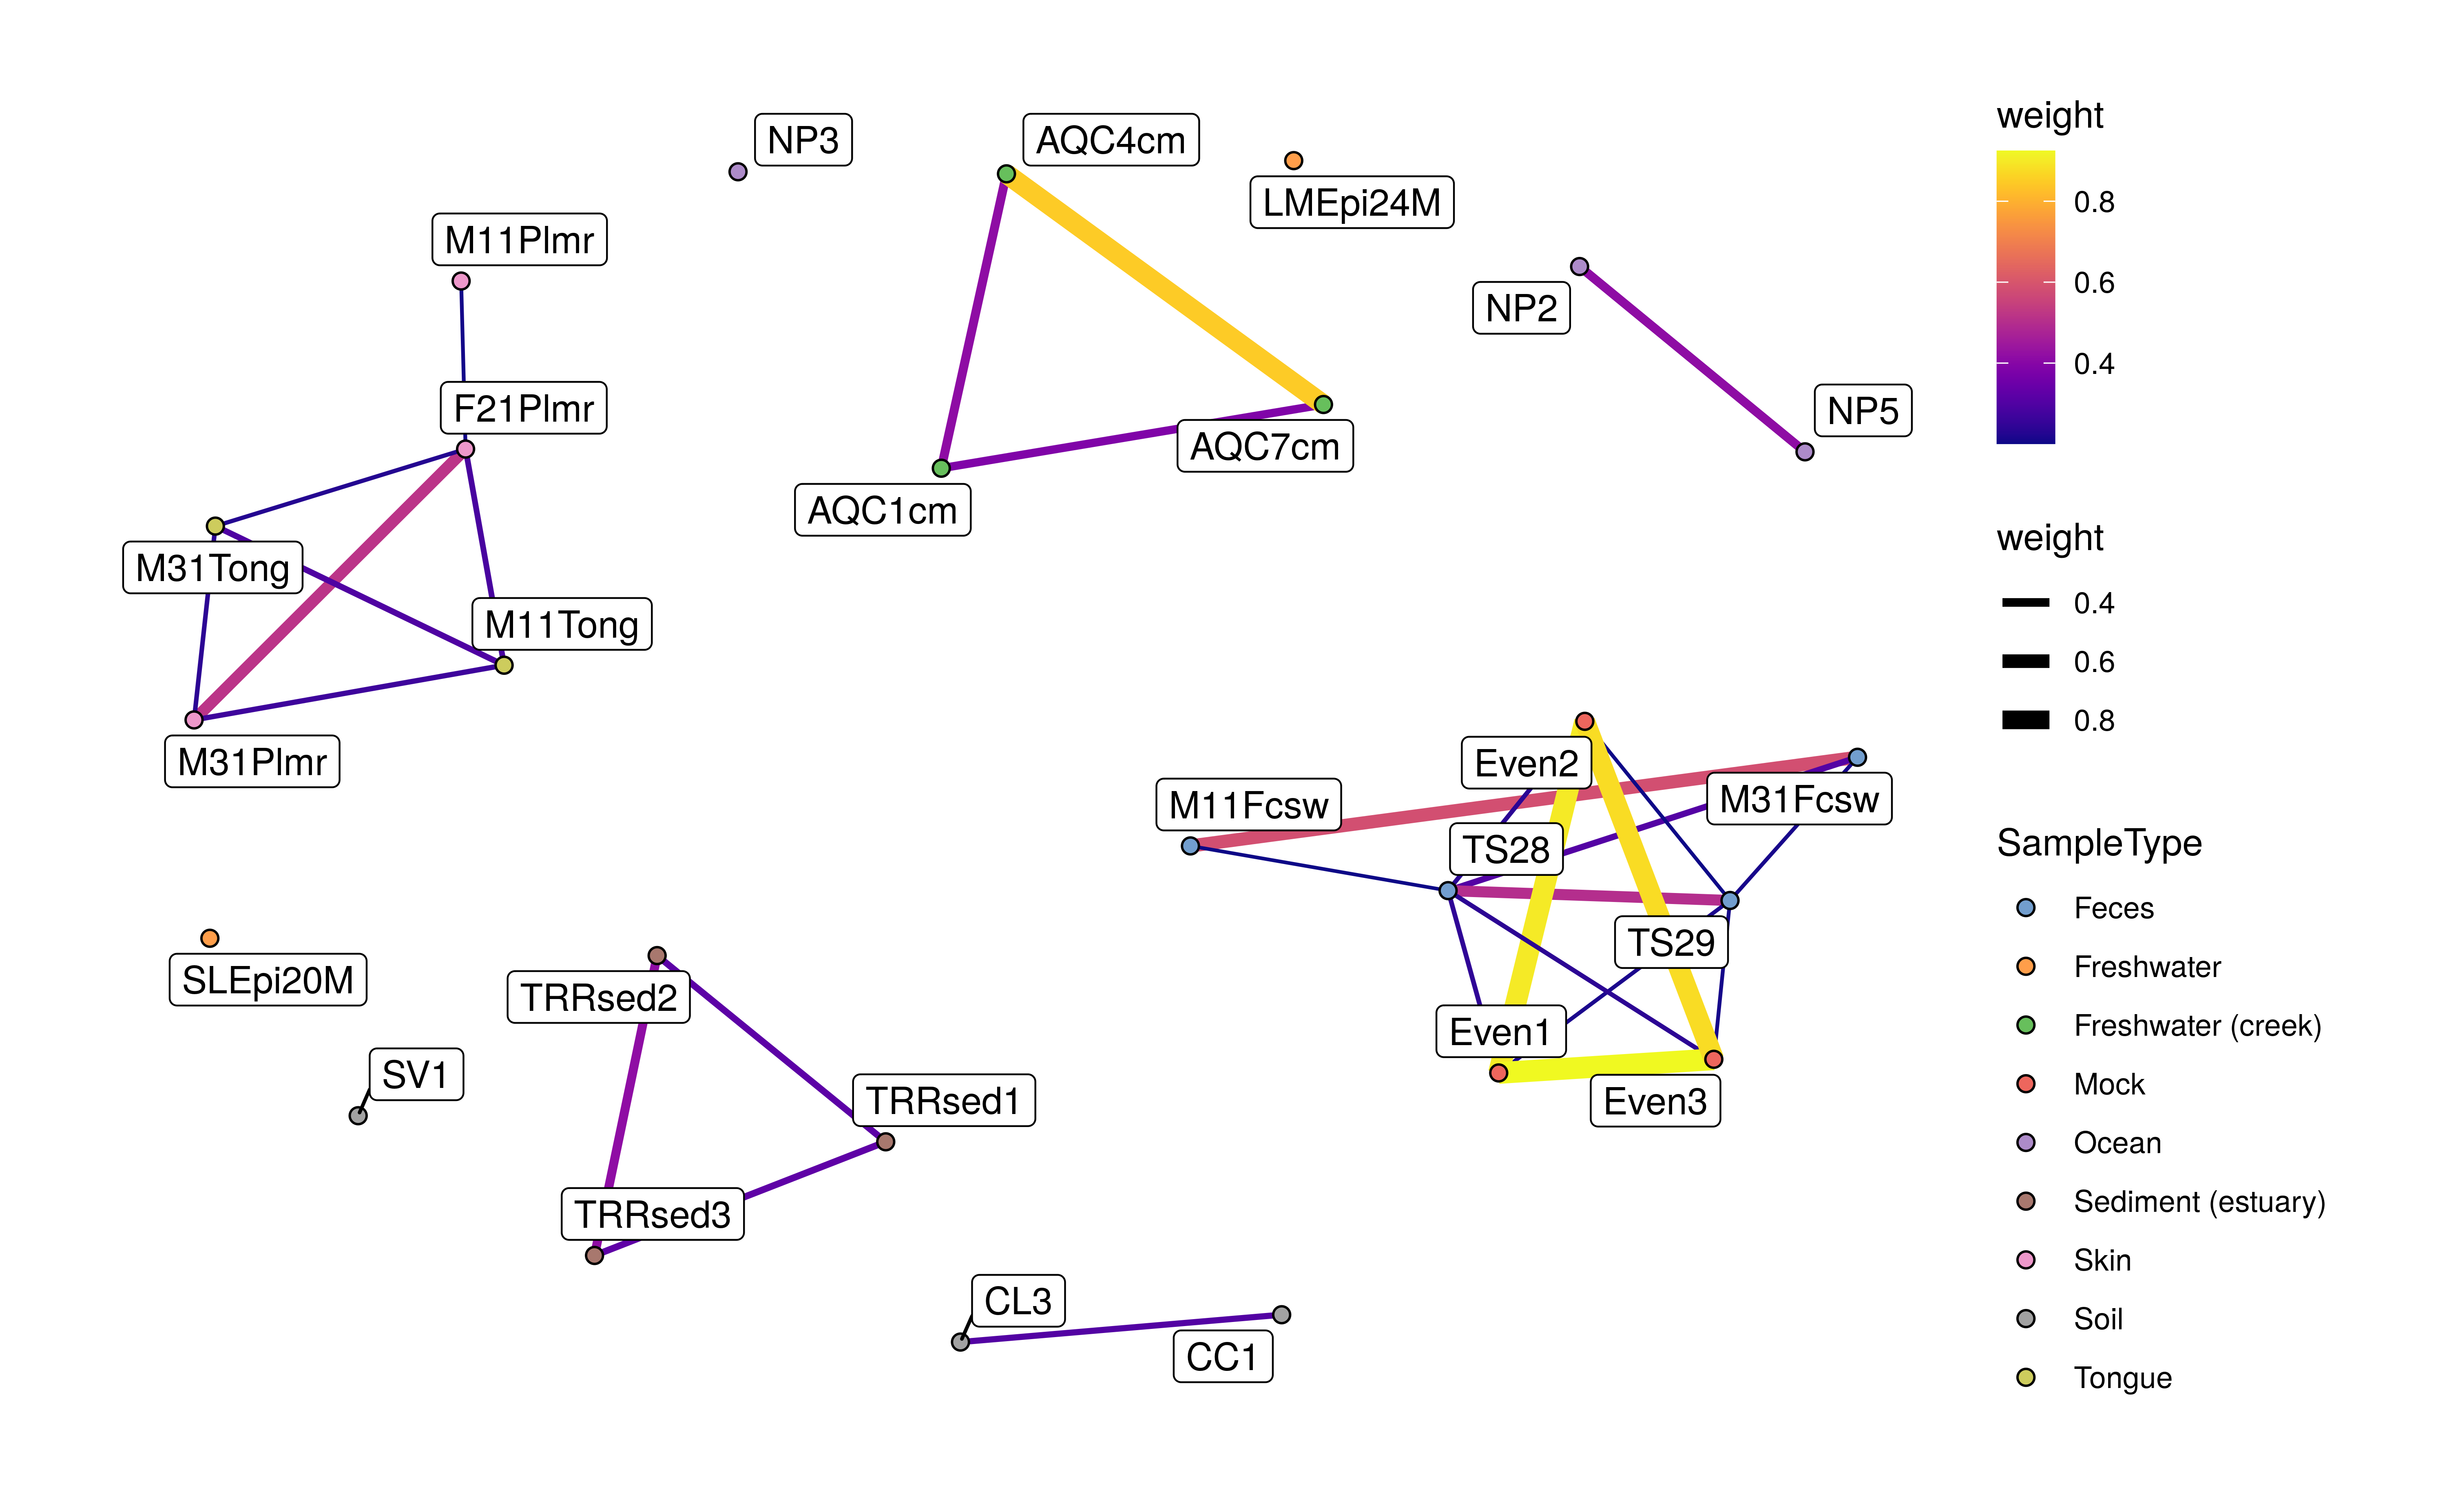 NP3
AQC4cm
LMEpi24M
M11Plmr
NP2
F21Plmr
NP5
AQC7cm
AQC1cm
M31Tong
M11Tong
M31Plmr
Even2
M31Fcsw
M11Fcsw
TS28
TS29
SLEpi20M
TRRsed2
Even1
SV1
TRRsed1
Even3
TRRsed3
CL3
CC1
weight
0.8
0.6
0.4
weight
0.4
0.6
0.8
SampleType
Feces
Freshwater
Freshwater (creek)
Mock
Ocean
Sediment (estuary)
Skin
Soil
Tongue